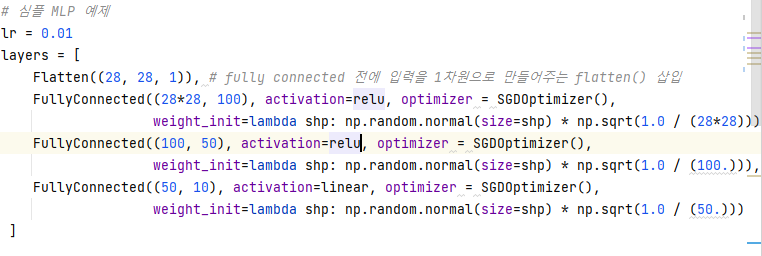 # 심플 MLP 예제
lr = 0.01
layers = [
    Flatten((28, 28, 1)), # fully connected 전에 입력을 1차원으로 만들어주는 flatten() 삽입
    FullyConnected((28*28, 100), activation=relu, optimizer = SGDOptimizer(),
                   weight_init=lambda shp: np.random.normal(size=shp) * np.sqrt(1.0 / (28*28)))
    FullyConnected((100, 50), activation=relu, optimizer = SGDOptimizer(),
                   weight_init=lambda shp: np.random.normal(size=shp) * np.sqrt(1.0 / (100.))),
    FullyConnected((50, 10), activation=linear, optimizer = SGDOptimizer(),
                   weight_init=lambda shp: np.random.normal(size=shp) * np.sqrt(1.0 / (50.)))
]